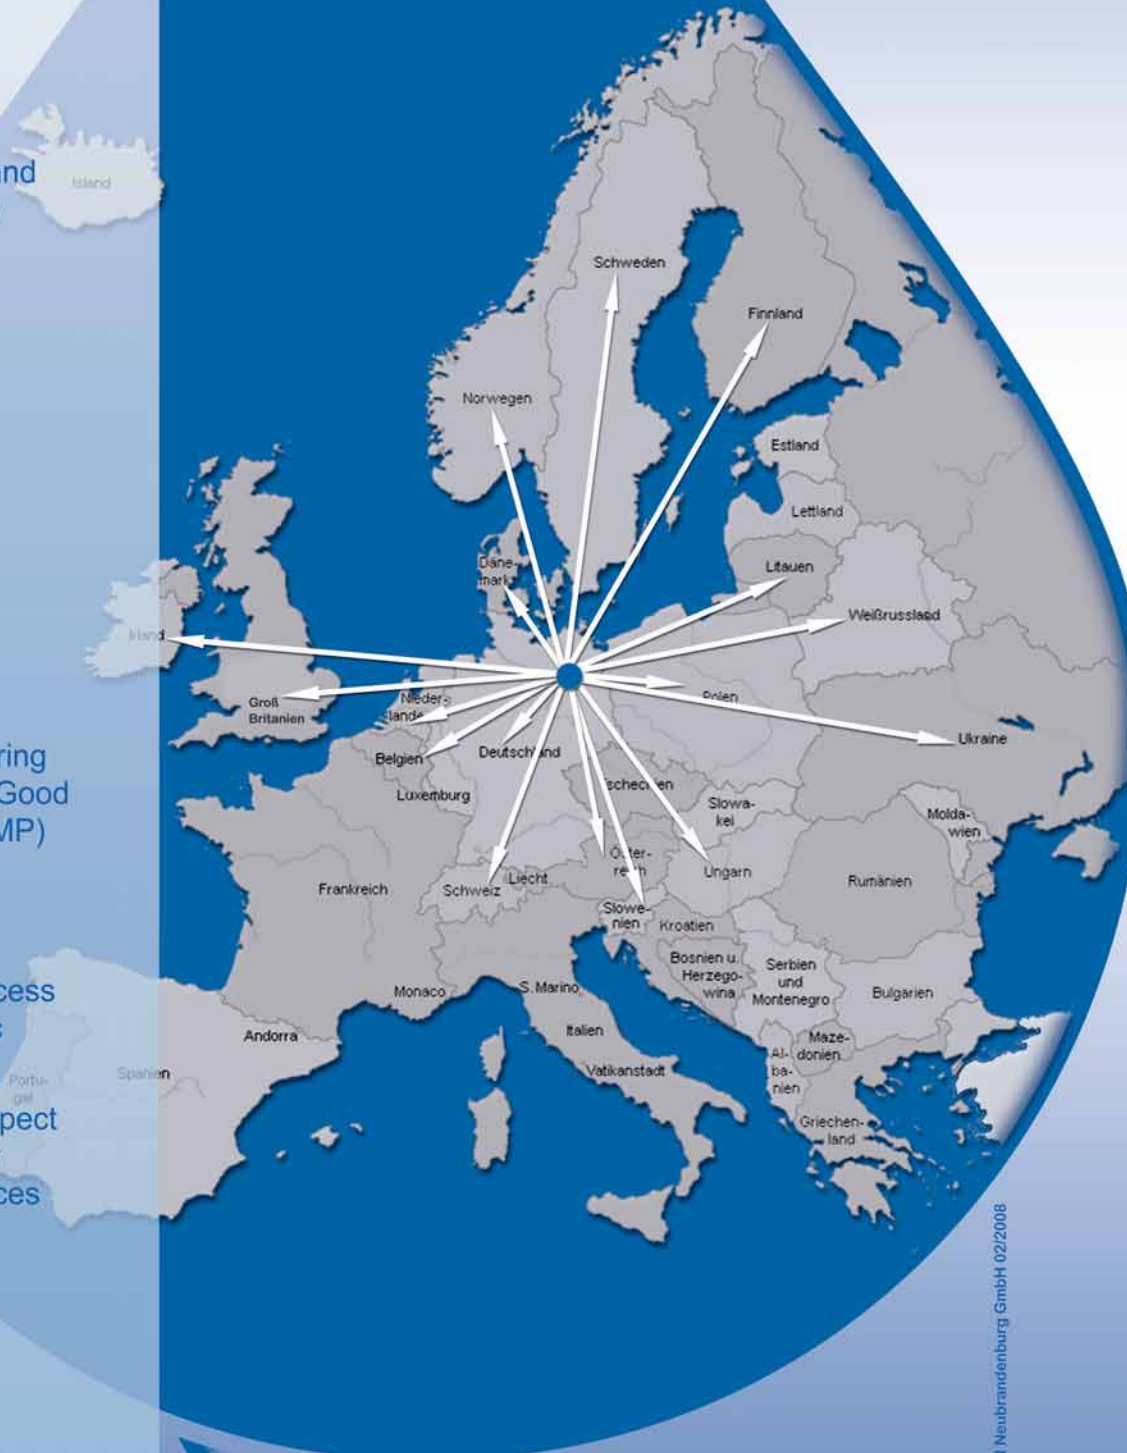 nd
ring
Good
MP)
cess
pect
ces
Island
Schweden
Finnland
Norwegen
Estland
Lettland
Litauen
Däne-
mark
Weißrussland
Irland
Groß
Britanien
Nieder-
lande
Polen
Ukraine
Belgien
Deutschland
Luxemburg
Tschechien
Slowa-
kei
Molda-
wien
Öster-
reich
Ungarn
Rumänien
Frankreich
Schweiz
Liecht.
Slowe-
nien
Kroatien
Bosnien u.
Herzego-
wina
Serbien
und
Montenegro
Bulgarien
Monaco
S. Marino
Andorra
Italien
Maze-
donien
Al-
ba-
nien
Vatikanstadt
Portu-
gal
Spanien
Griechen-
land
Neubrandenburg GmbH 02/2008